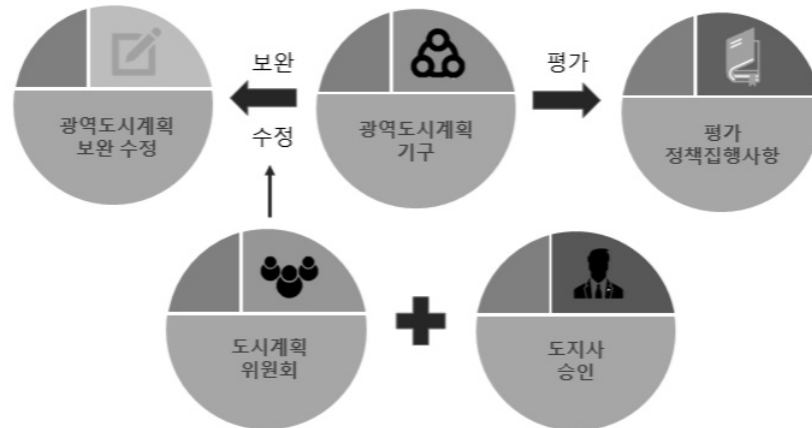 보완
수정
평가
광역도시계획
보완 수정
광역도시계획
기구
평가
정책집행사항
도시계획
위원회
도지사
승인